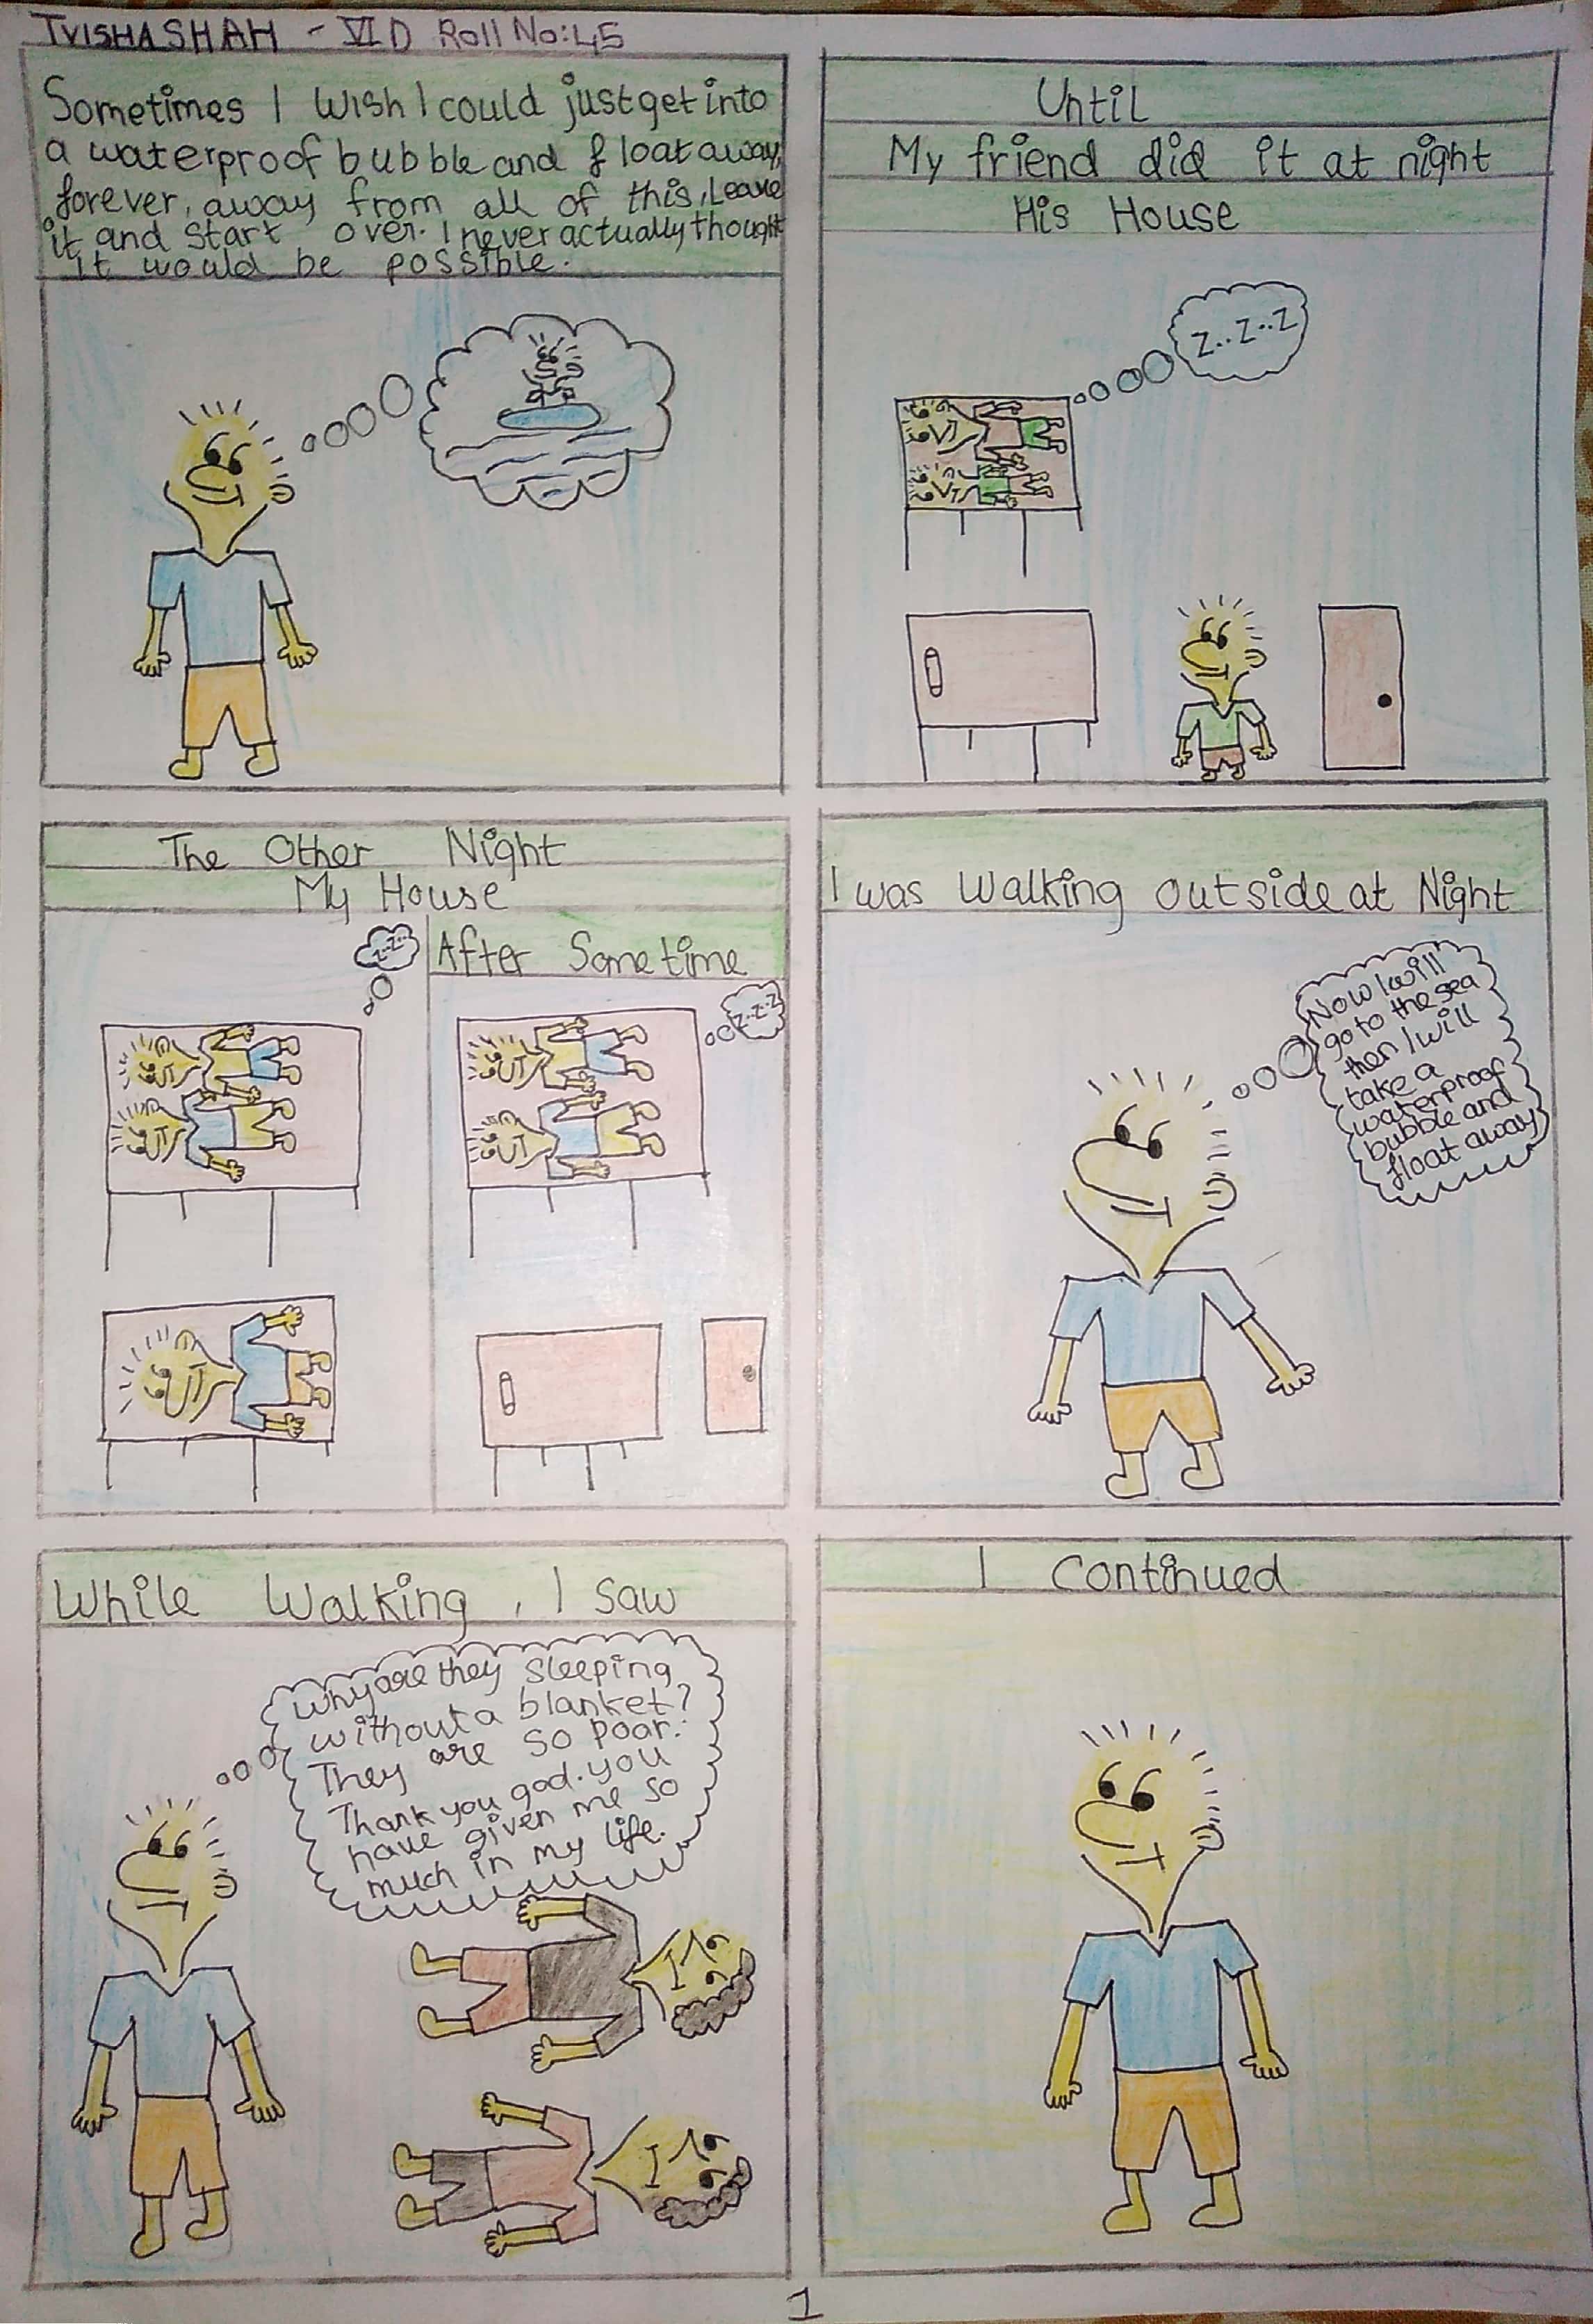 TVISHA SHAH - VI D Roll No:45
Sometimes I Wish I could just get into
a waterproof bubble and float away,
forever, away from all of this, Leave
it and start over. I never actually thought
it would be possible.
Until
My friend did it at night
His House
Z..Z..Z
The Other Night
My House
Z..Z..
After Sometime
Z..Z..Z
I was Walking Outside at Night
Now I will
go to the sea
then I will
take a
waterproof
bubble and
float away
While Walking, I Saw
Why are they sleeping
without a blanket?
They are so poar.
Thank you god. you
have given me so
much in my life.
I Continued
1